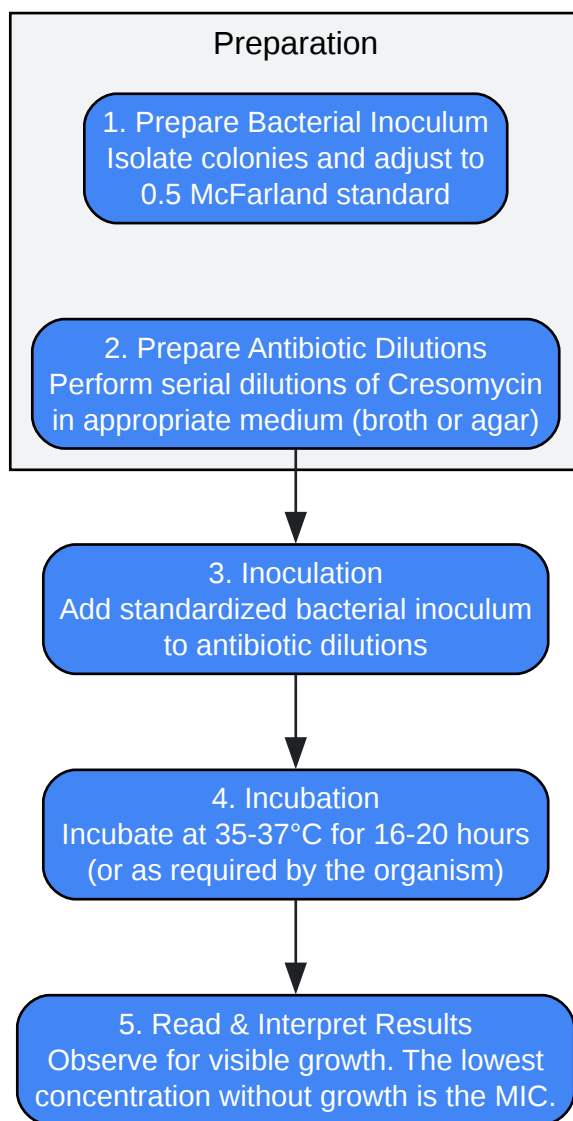 Preparation
1. Prepare Bacterial Inoculum
Isolate colonies and adjust to
0.5 McFarland standard
2. Prepare Antibiotic Dilutions
Perform serial dilutions of Cresomycin
in appropriate medium (broth or agar)
3. Inoculation
Add standardized bacterial inoculum
to antibiotic dilutions
4. Incubation
Incubate at 35-37°C for 16-20 hours
(or as required by the organism)
5. Read & Interpret Results
Observe for visible growth. The lowest
concentration without growth is the MIC.